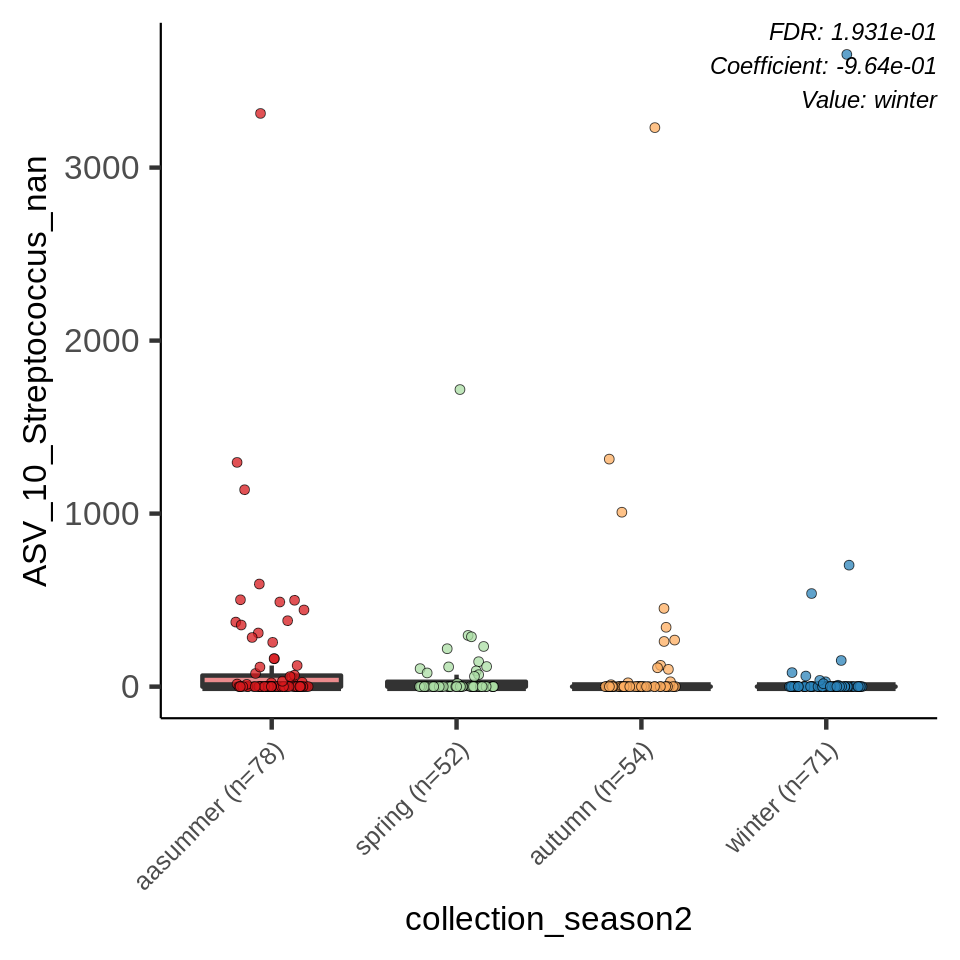 FDR: 1.931e-01
Coefficient: -9.64e-01
Value: winter
ASV_10_Streptococcus_nan
3000
2000
1000
0
aasummer (n=78)
spring (n=52)
autumn (n=54)
winter (n=71)
collection_season2